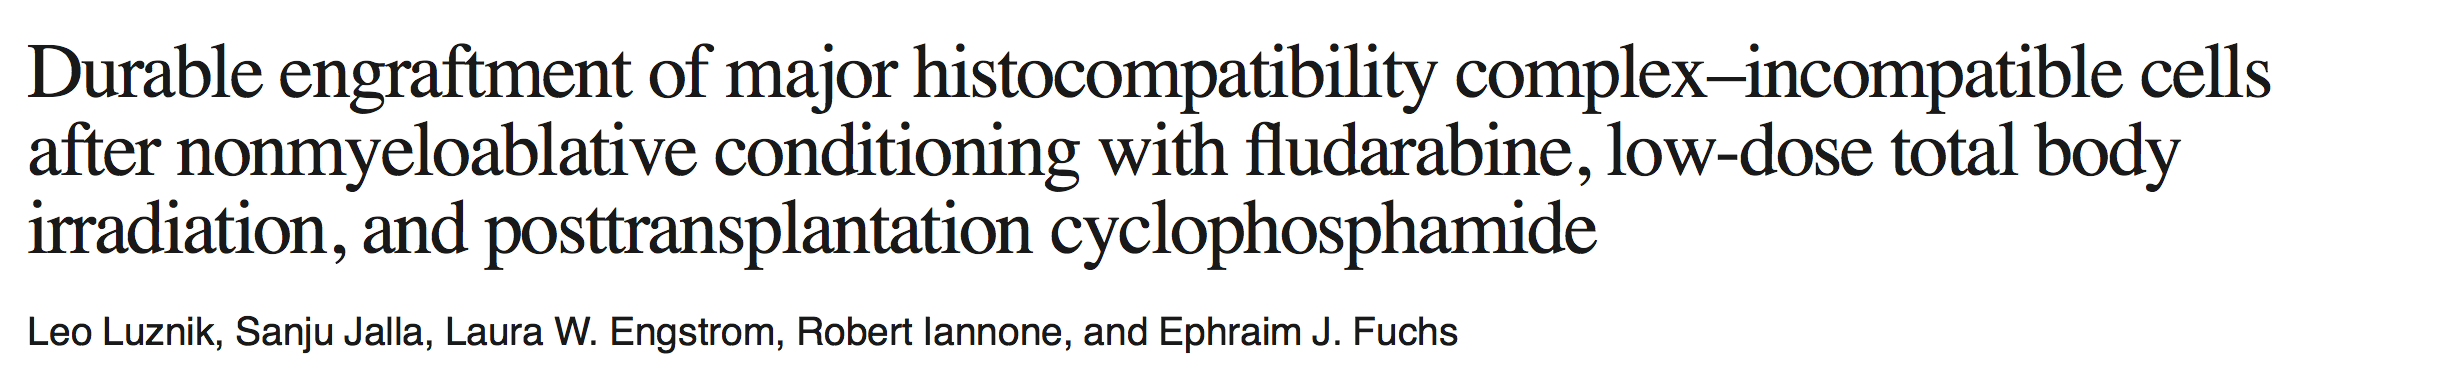 Durable engraftment of major histocompatibility complex–incompatible cells
after nonmyeloablative conditioning with fludarabine, low-dose total body
irradiation, and posttransplantation cyclophosphamide
Leo Luznik, Sanju Jalla, Laura W. Engstrom, Robert Iannone, and Ephraim J. Fuchs